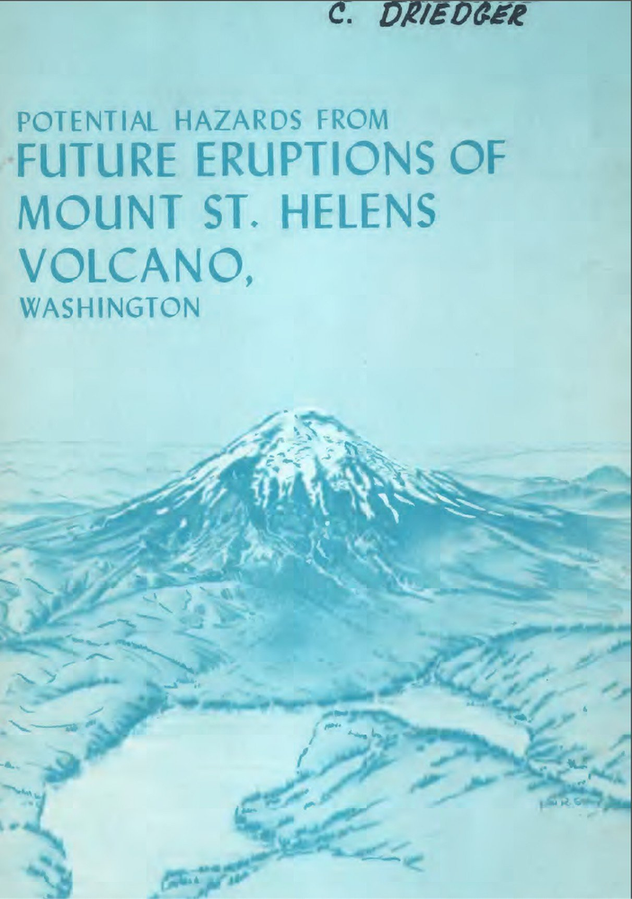 C. DRIEDGER
POTENTIAL HAZARDS FROM
FUTURE ERUPTIONS OF
MOUNT ST. HELENS
VOLCANO,
WASHINGTON